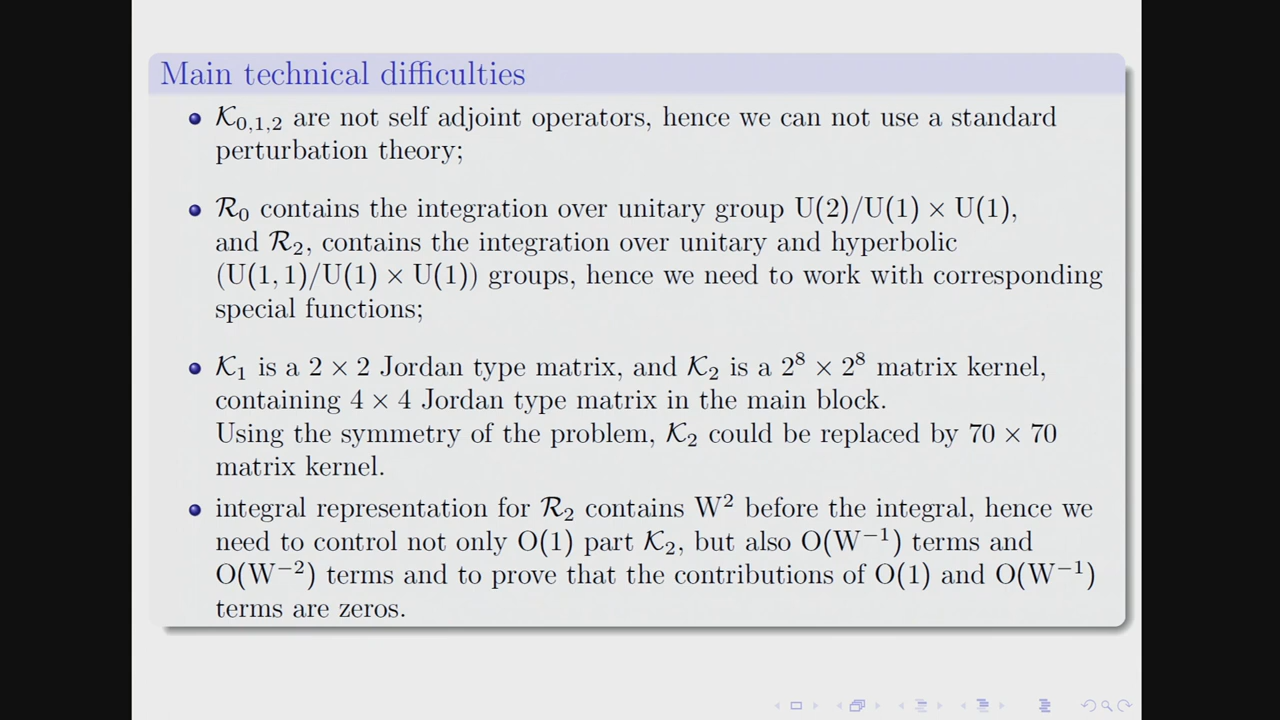 Main technical difficulties
𝒦₀,₁,₂ are not self adjoint operators, hence we can not use a standard
perturbation theory;
ℛ₀ contains the integration over unitary group U(2)/U(1) × U(1),
and ℛ₂, contains the integration over unitary and hyperbolic
(U(1, 1)/U(1) × U(1)) groups, hence we need to work with corresponding
special functions;
𝒦₁ is a 2 × 2 Jordan type matrix, and 𝒦₂ is a 2⁸ × 2⁸ matrix kernel,
containing 4 × 4 Jordan type matrix in the main block.
Using the symmetry of the problem, 𝒦₂ could be replaced by 70 × 70
matrix kernel.
integral representation for ℛ₂ contains W² before the integral, hence we
need to control not only O(1) part 𝒦₂, but also O(W⁻¹) terms and
O(W⁻²) terms and to prove that the contributions of O(1) and O(W⁻¹)
terms are zeros.